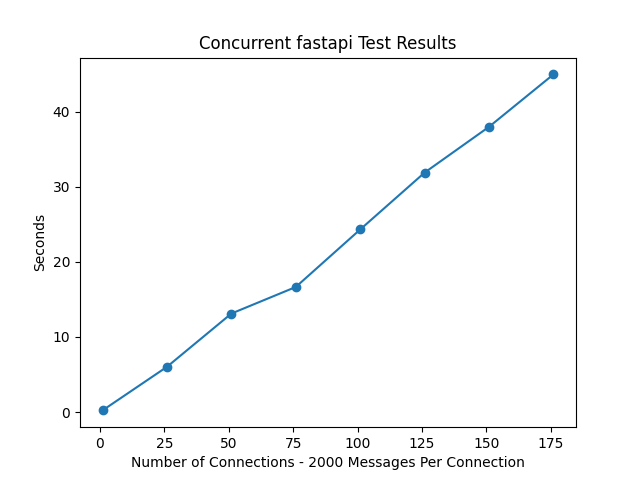 Concurrent fastapi Test Results
Seconds
40
30
20
10
0
0 25 50 75 100 125 150 175
Number of Connections - 2000 Messages Per Connection